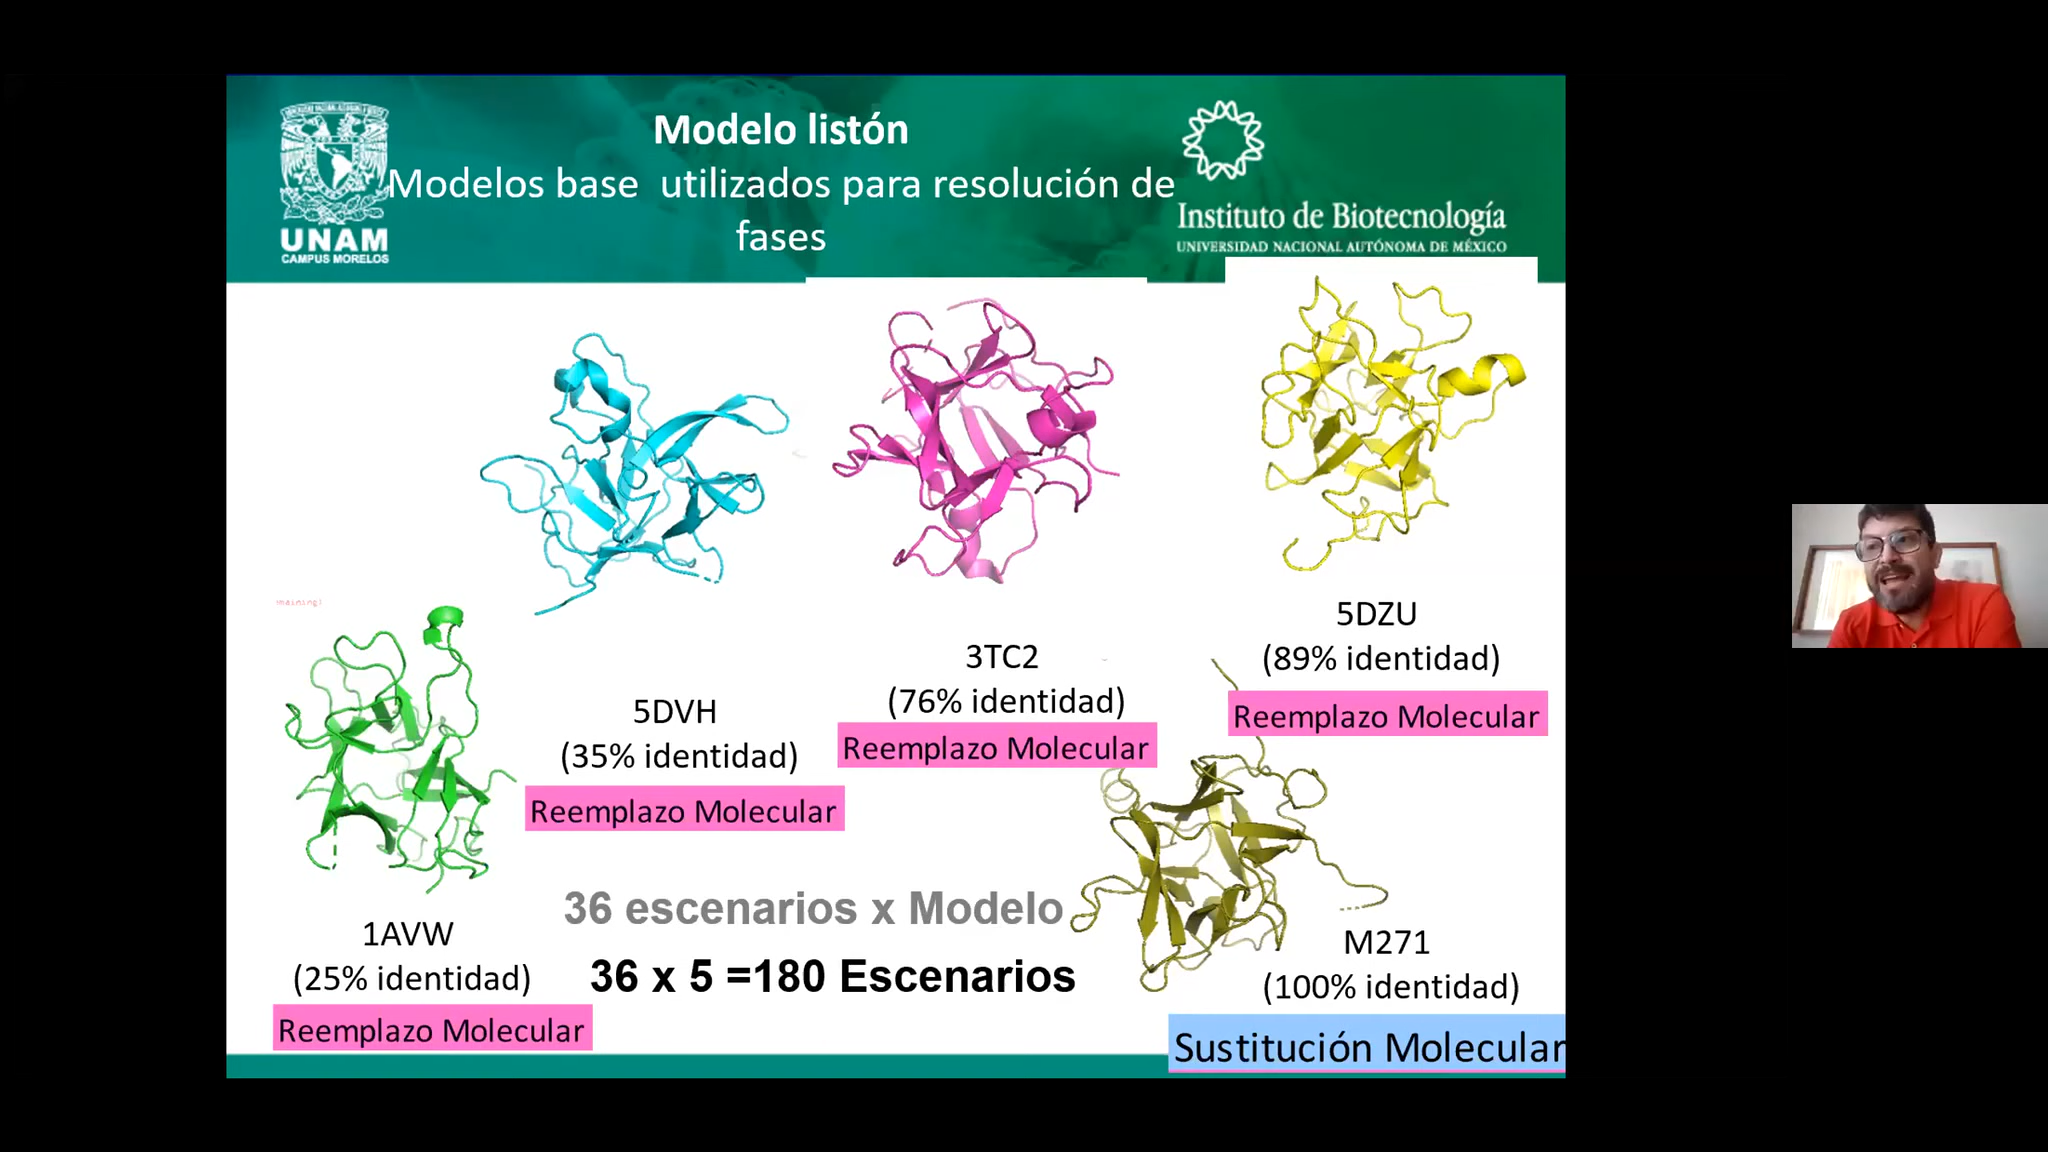 Modelo listón
Modelos base utilizados para resolución de
fases
UNAM
CAMPUS MORELOS
Instituto de Biotecnología
UNIVERSIDAD NACIONAL AUTÓNOMA DE MÉXICO
1AVW
(25% identidad)
Reemplazo Molecular
5DVH
(35% identidad)
Reemplazo Molecular
3TC2
(76% identidad)
Reemplazo Molecular
5DZU
(89% identidad)
Reemplazo Molecular
M271
(100% identidad)
Sustitución Molecular
36 escenarios x Modelo
36 x 5 =180 Escenarios